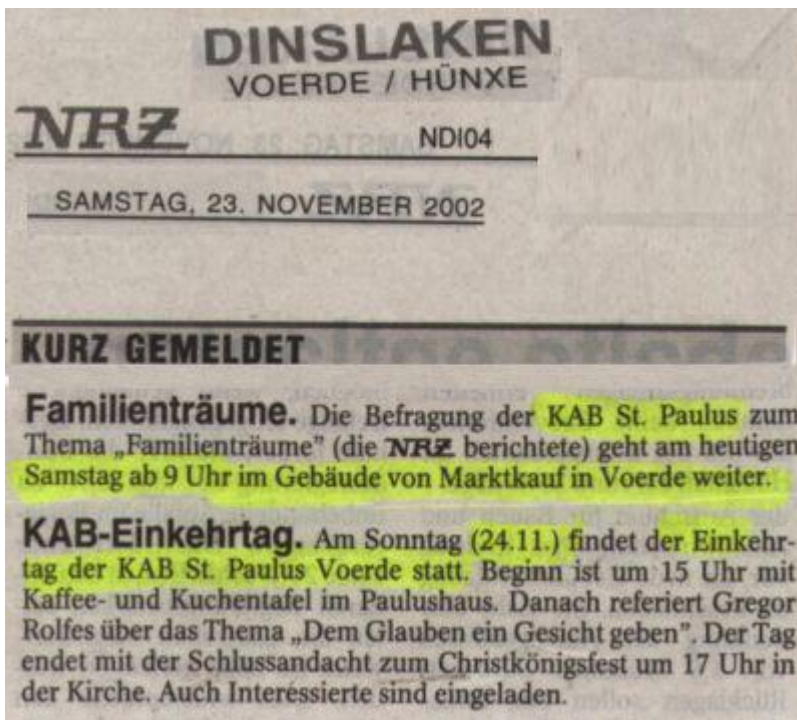 DINSLAKEN
VOERDE / HÜNXE
NRZ NDI04
SAMSTAG, 23. NOVEMBER 2002
KURZ GEMELDET
Familienträume. Die Befragung der KAB St. Paulus zum
Thema „Familienträume” (die NRZ berichtete) geht am heutigen
Samstag ab 9 Uhr im Gebäude von Marktkauf in Voerde weiter.
KAB-Einkehrtag. Am Sonntag (24.11.) findet der Einkehr-
tag der KAB St. Paulus Voerde statt. Beginn ist um 15 Uhr mit
Kaffee- und Kuchentafel im Paulushaus. Danach referiert Gregor
Rolfes über das Thema „Dem Glauben ein Gesicht geben”. Der Tag
endet mit der Schlussandacht zum Christkönigsfest um 17 Uhr in
der Kirche. Auch Interessierte sind eingeladen.